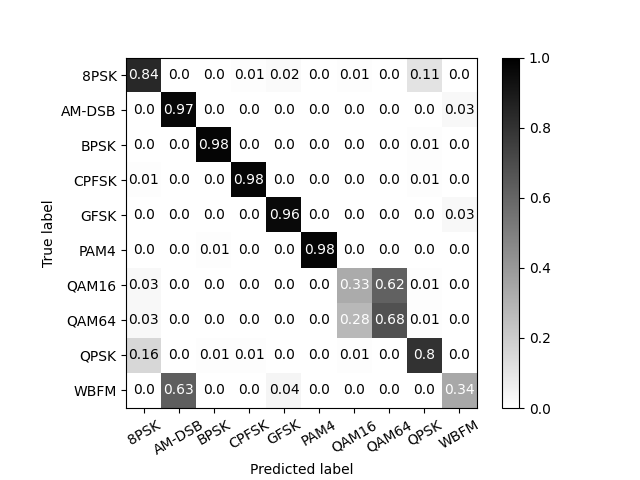 8PSK 0.84 0.0 0.0 0.01 0.02 0.0 0.01 0.0 0.11 0.0
AM-DSB 0.0 0.97 0.0 0.0 0.0 0.0 0.0 0.0 0.0 0.03
BPSK 0.0 0.0 0.98 0.0 0.0 0.0 0.0 0.0 0.01 0.0
CPFSK 0.01 0.0 0.0 0.98 0.0 0.0 0.0 0.0 0.01 0.0
GFSK 0.0 0.0 0.0 0.0 0.96 0.0 0.0 0.0 0.0 0.03
PAM4 0.0 0.0 0.01 0.0 0.0 0.98 0.0 0.0 0.0 0.0
QAM16 0.03 0.0 0.0 0.0 0.0 0.0 0.33 0.62 0.01 0.0
QAM64 0.03 0.0 0.0 0.0 0.0 0.0 0.28 0.68 0.01 0.0
QPSK 0.16 0.0 0.01 0.01 0.0 0.0 0.01 0.0 0.8 0.0
WBFM 0.0 0.63 0.0 0.0 0.04 0.0 0.0 0.0 0.0 0.34
8PSK AM-DSB BPSK CPFSK GFSK PAM4 QAM16 QAM64 QPSK WBFM
Predicted label
True label
1.0
0.8
0.6
0.4
0.2
0.0